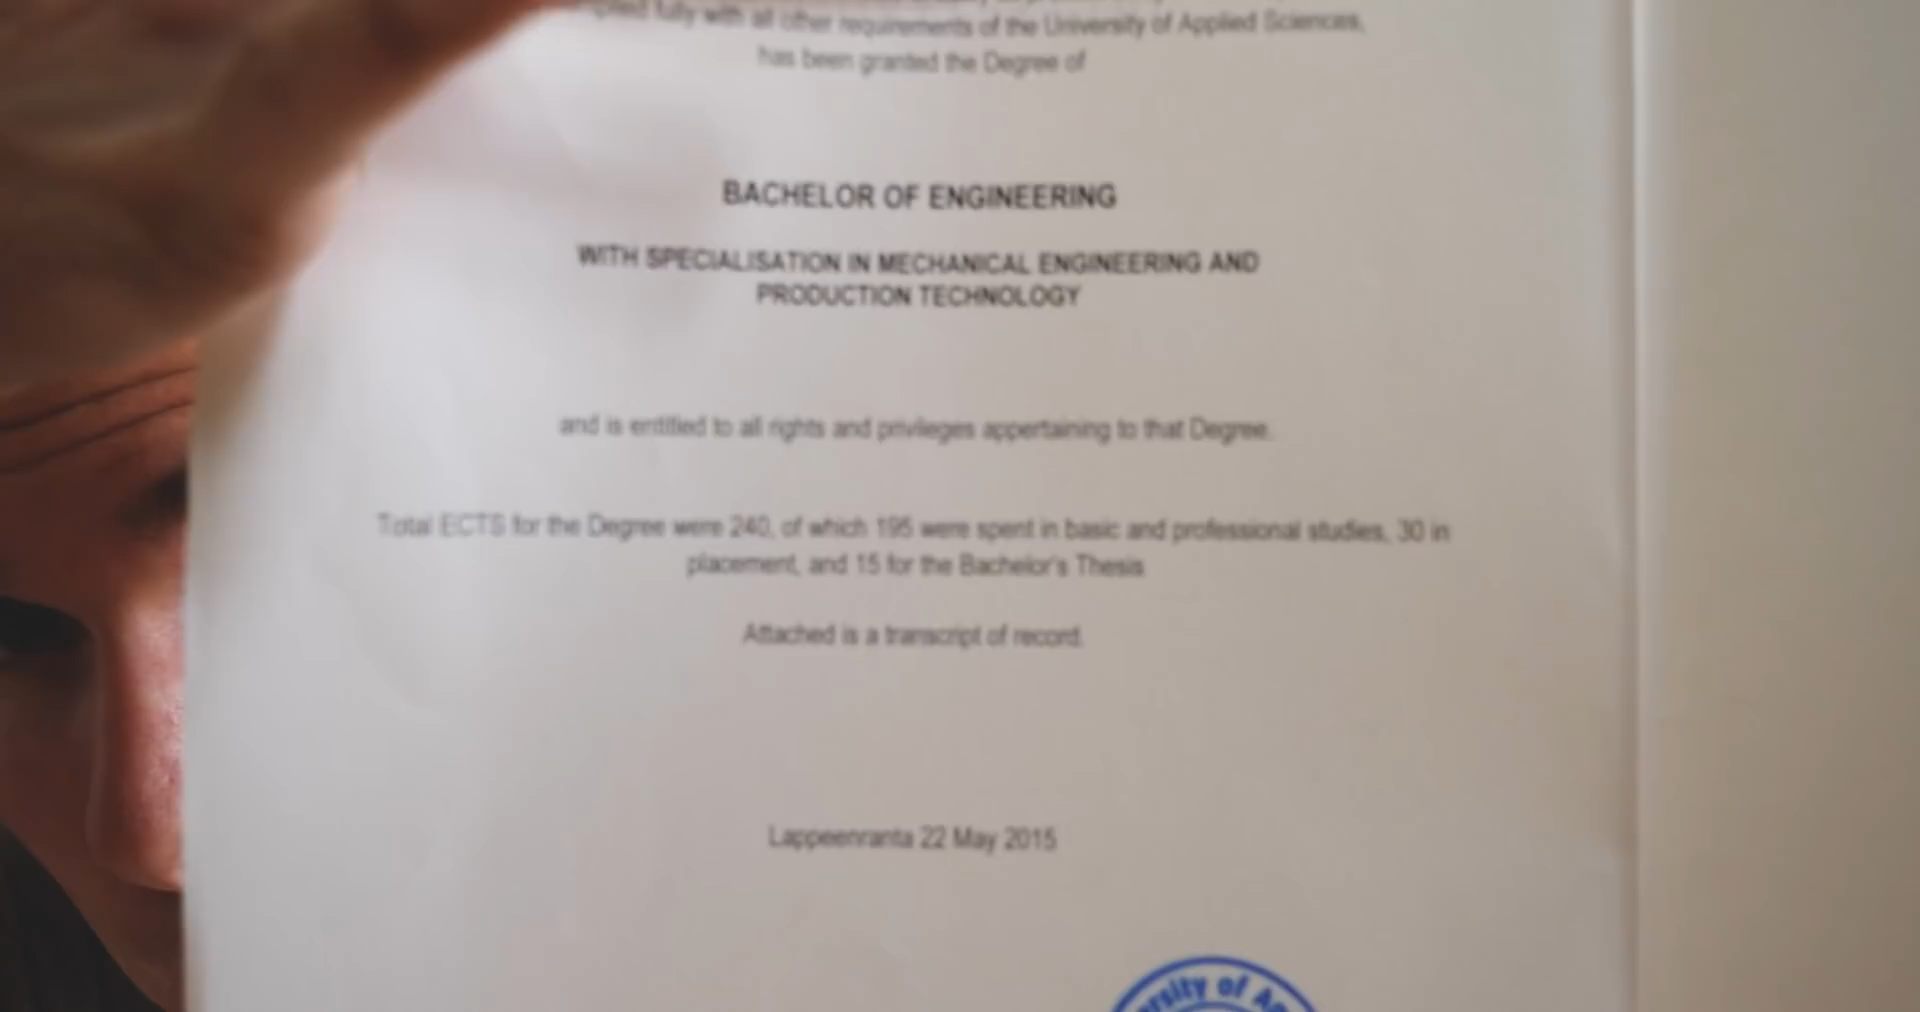 fully with all other requirements of the University of Applied Sciences,
has been granted the Degree of
BACHELOR OF ENGINEERING
WITH SPECIALISATION IN MECHANICAL ENGINEERING AND
PRODUCTION TECHNOLOGY
and is entitled to all rights and privileges appertaining to that Degree.
Total ECTS for the Degree were 240, of which 195 were spent in basic and professional studies, 30 in
placement, and 15 for the Bachelor's Thesis
Attached is a transcript of record.
Lappeenranta 22 May 2015
of